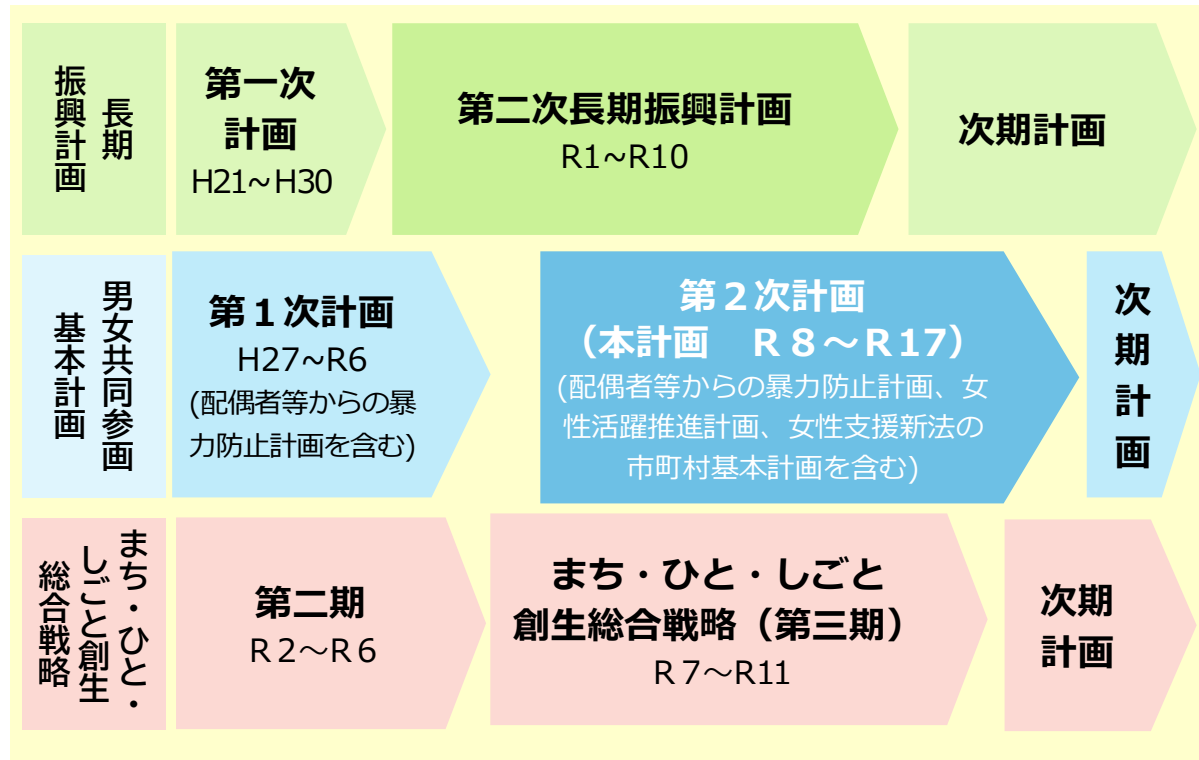 長期
振興計画
第一次
計画
H21~H30
第二次長期振興計画
R1~R10
次期計画
男女共同参画
基本計画
第１次計画
H27~R6
(配偶者等からの暴
力防止計画を含む)
第２次計画
（本計画　Ｒ８～Ｒ17）
(配偶者等からの暴力防止計画、女
性活躍推進計画、女性支援新法の
市町村基本計画を含む)
次期計画
まち・ひと・
しごと創生
総合戦略
第二期
Ｒ２～Ｒ６
まち・ひと・しごと
創生総合戦略（第三期）
Ｒ７～R11
次期
計画